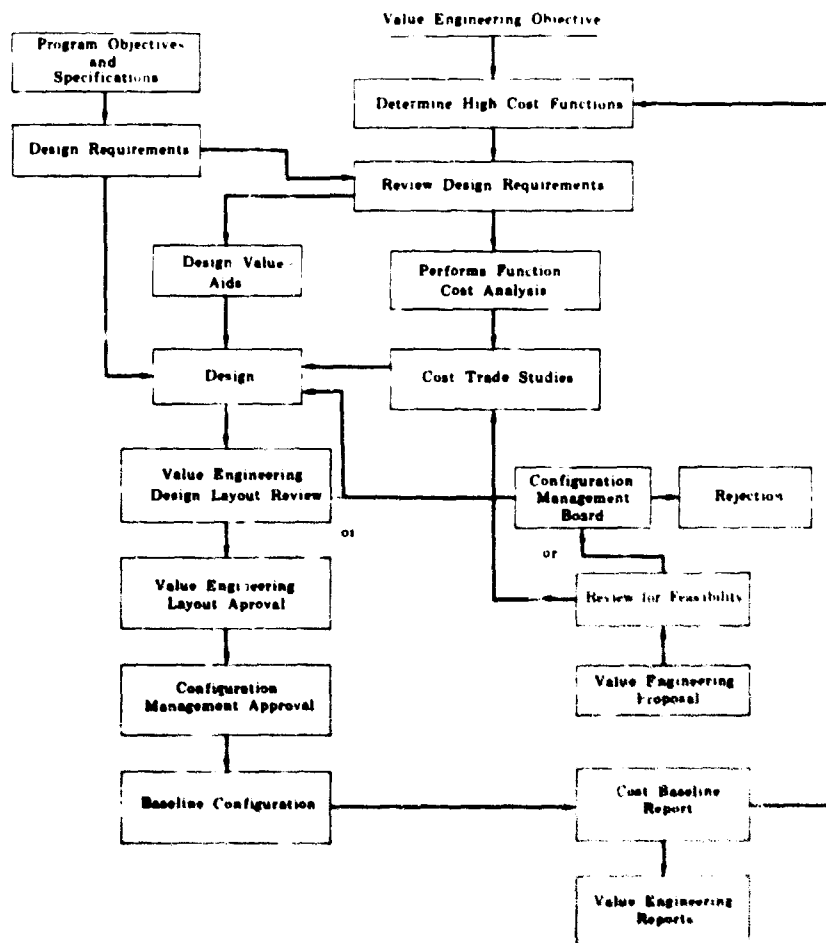 Value Engineering Objective
Program Objectives
and
Specifications
Determine High Cost Functions
Design Requirements
Review Design Requirements
Design Value
Aids
Performs Function
Cost Analysis
Design
Cost Trade Studies
Value Engineering
Design Layout Review
Configuration
Management
Board
Rejection
or
or
Value Engineering
Layout Aproval
Review for Feasibility
Configuration
Management Approval
Value Engineering
Proposal
Baseline Configuration
Cost Baseline
Report
Value Engineering
Reports